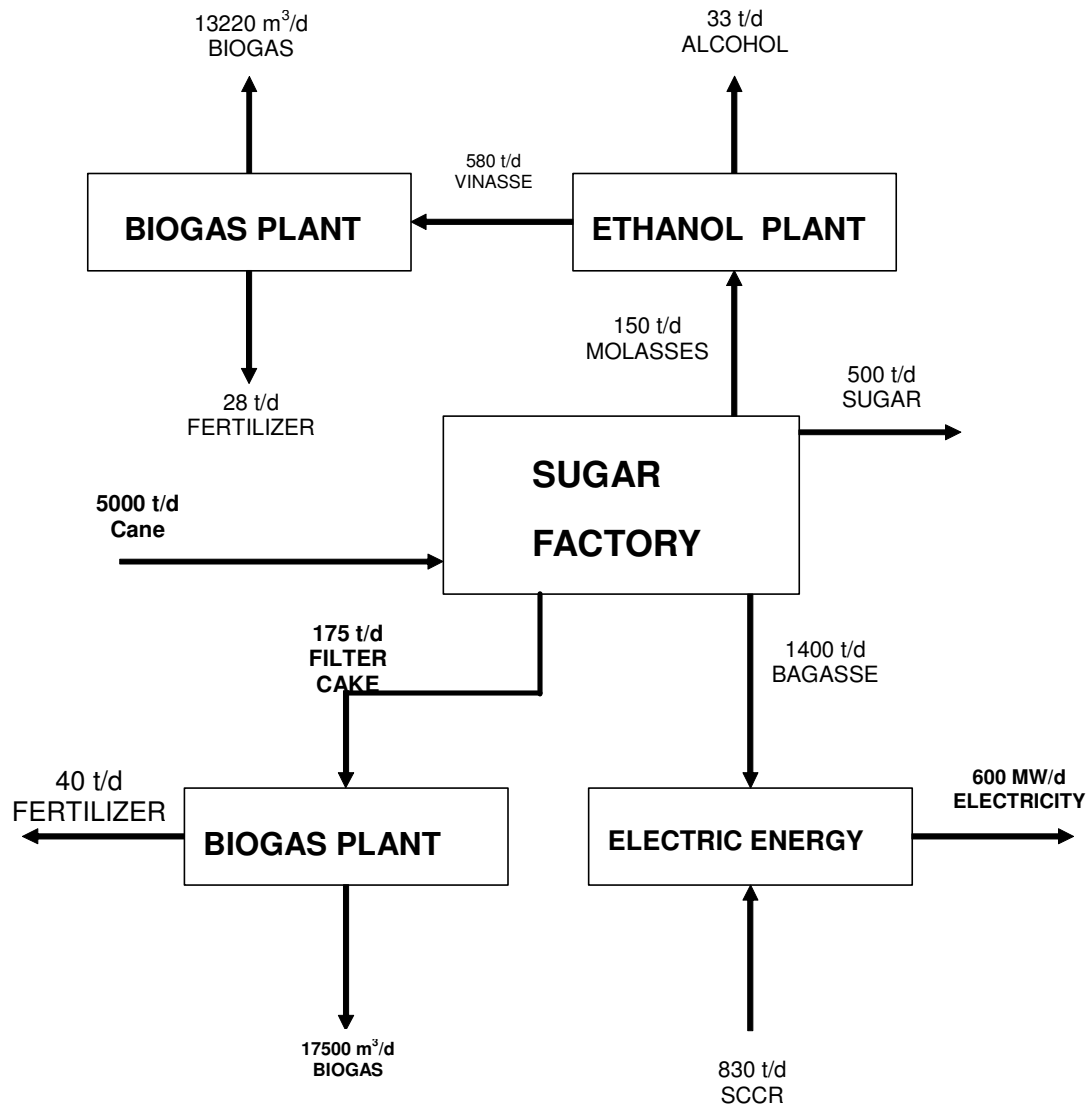 13220 m³/d
BIOGAS
33 t/d
ALCOHOL
580 t/d
VINASSE
BIOGAS PLANT
ETHANOL PLANT
150 t/d
MOLASSES
500 t/d
SUGAR
28 t/d
FERTILIZER
SUGAR
FACTORY
5000 t/d
Cane
175 t/d
FILTER
CAKE
1400 t/d
BAGASSE
40 t/d
FERTILIZER
BIOGAS PLANT
ELECTRIC ENERGY
600 MW/d
ELECTRICITY
17500 m³/d
BIOGAS
830 t/d
SCCR